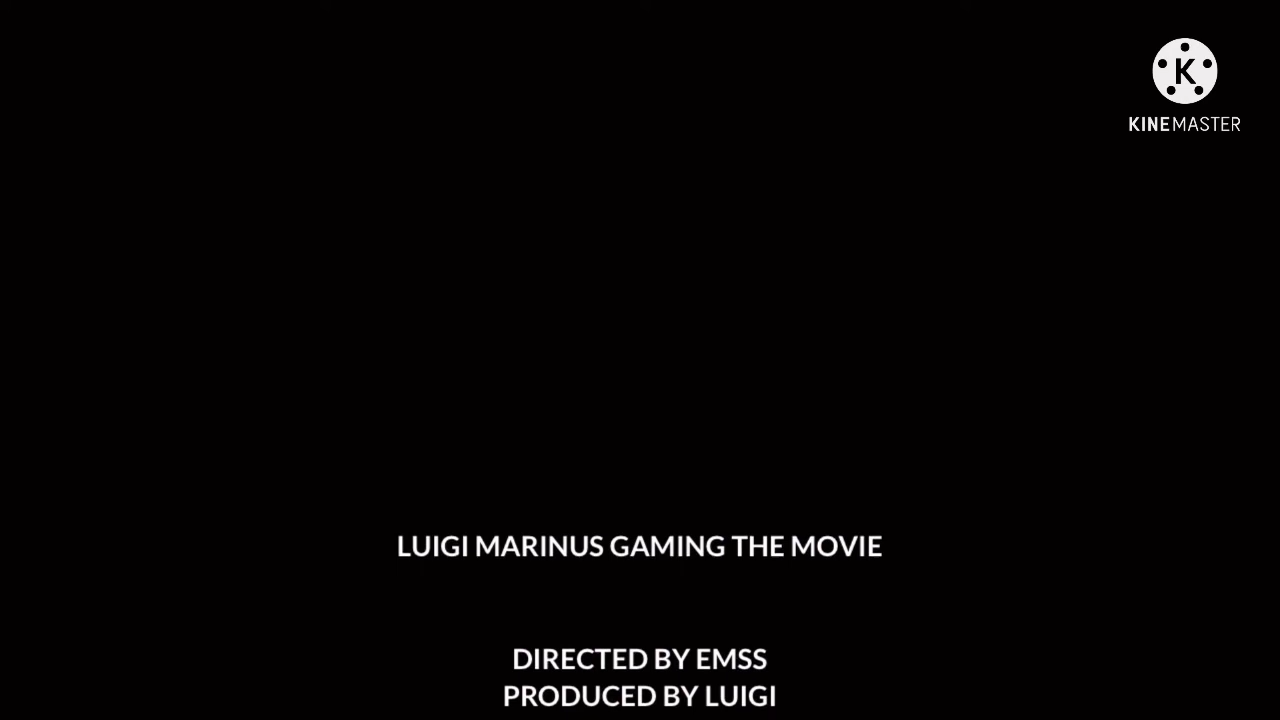 K
KINEMASTER
LUIGI MARINUS GAMING THE MOVIE
DIRECTED BY EMSS
PRODUCED BY LUIGI